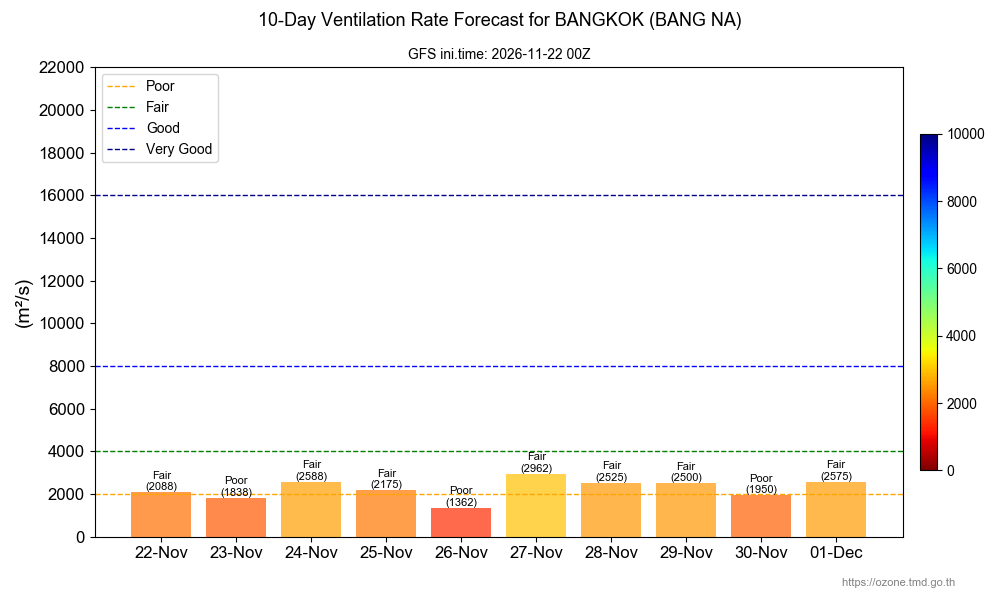 10-Day Ventilation Rate Forecast for BANGKOK (BANG NA)
GFS ini.time: 2026-11-22 00Z
(m²/s)
22000
20000
18000
16000
14000
12000
10000
8000
6000
4000
2000
0
Poor
Fair
Good
Very Good
Fair
(2088)
Poor
(1838)
Fair
(2588)
Fair
(2175)
Poor
(1362)
Fair
(2962)
Fair
(2525)
Fair
(2500)
Poor
(1950)
Fair
(2575)
22-Nov 23-Nov 24-Nov 25-Nov 26-Nov 27-Nov 28-Nov 29-Nov 30-Nov 01-Dec
10000
8000
6000
4000
2000
0
https://ozone.tmd.go.th